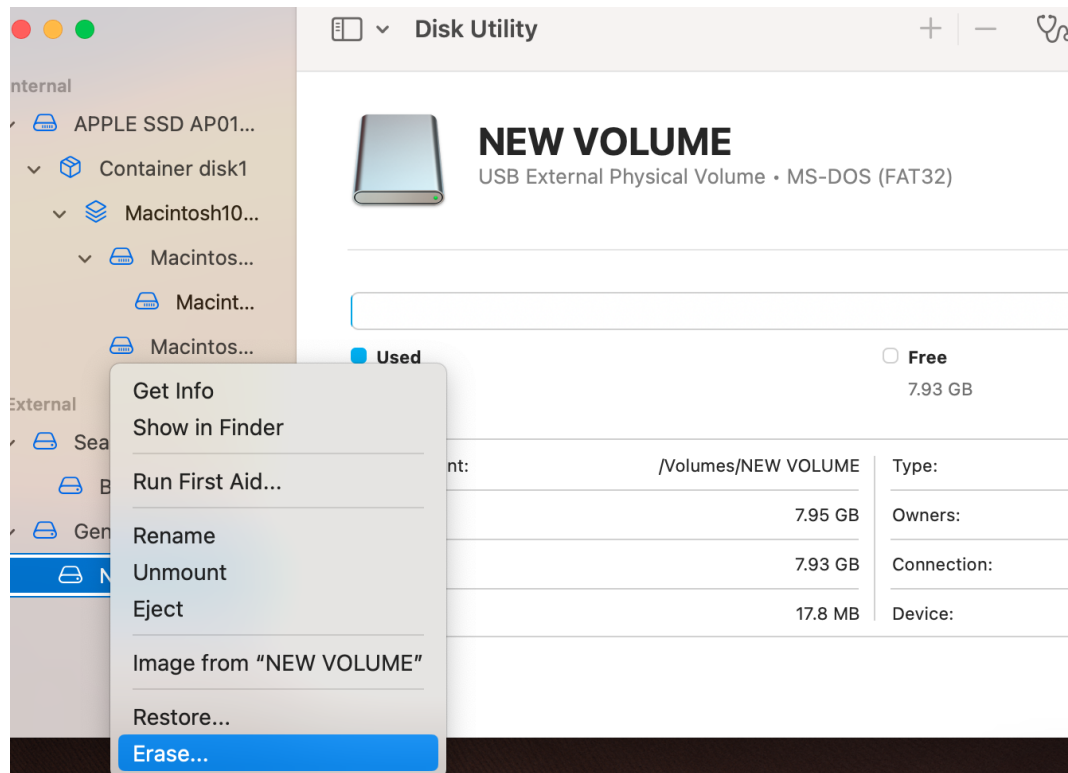 Disk Utility
Internal
APPLE SSD AP01...
Container disk1
Macintosh10...
Macintos...
Macint...
Macintos...
External
Sea
B
Gen
N
NEW VOLUME
USB External Physical Volume • MS-DOS (FAT32)
Used
Free
7.93 GB
Get Info
Show in Finder
Run First Aid...
Rename
Unmount
Eject
Image from “NEW VOLUME”
Restore...
Erase...
nt:
/Volumes/NEW VOLUME
Type:
7.95 GB
Owners:
7.93 GB
Connection:
17.8 MB
Device: